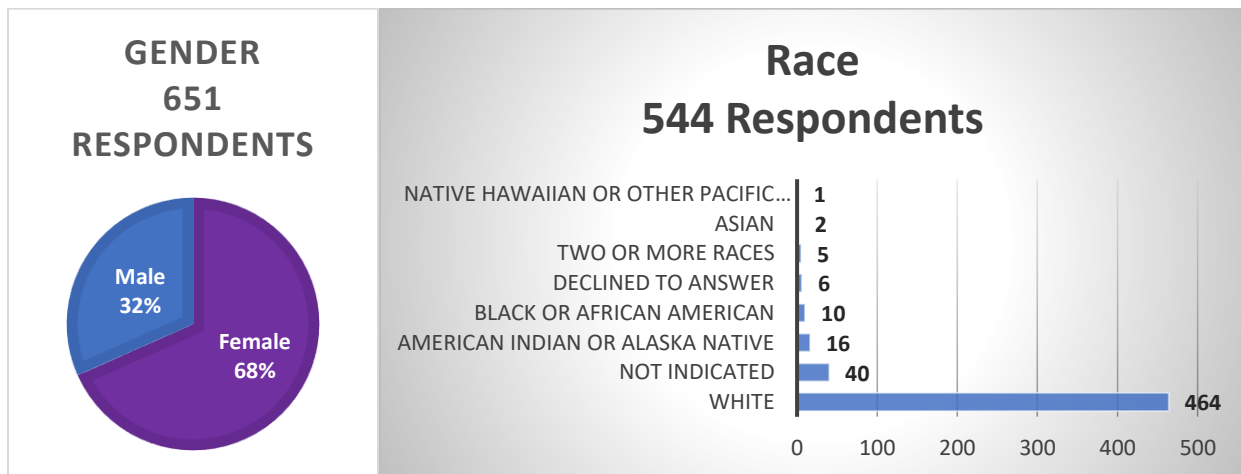 GENDER
651
RESPONDENTS
Male
32%
Female
68%
Race
544 Respondents
NATIVE HAWAIIAN OR OTHER PACIFIC... 1
ASIAN 2
TWO OR MORE RACES 5
DECLINED TO ANSWER 6
BLACK OR AFRICAN AMERICAN 10
AMERICAN INDIAN OR ALASKA NATIVE 16
NOT INDICATED 40
WHITE 464
0 100 200 300 400 500